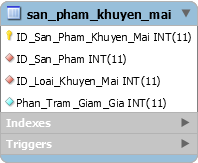 san_pham_khuyen_mai
ID_San_Pham_Khuyen_Mai INT(11)
ID_San_Pham INT(11)
ID_Loai_Khuyen_Mai INT(11)
Phan_Tram_Giam_Gia INT(11)
Indexes
Triggers